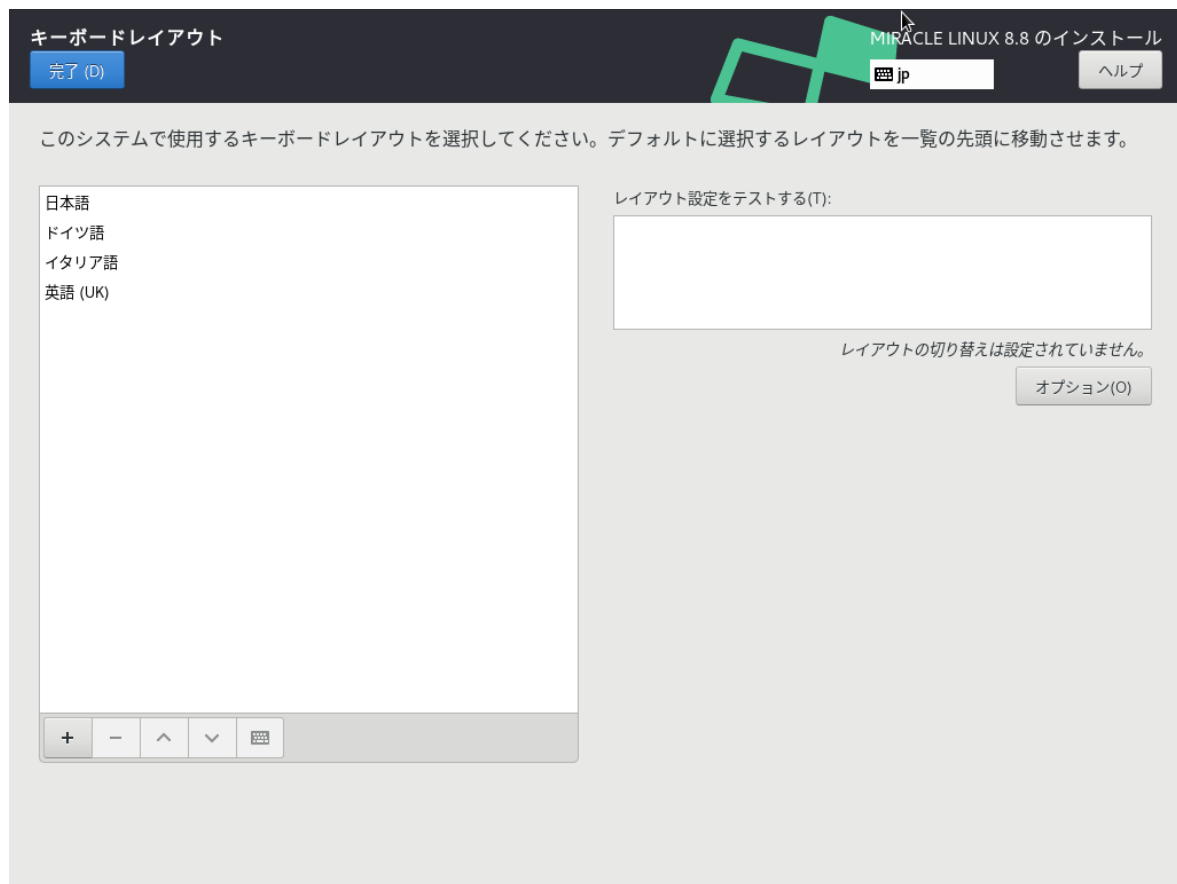 キーボードレイアウト
MIRACLE LINUX 8.8 のインストール
完了 (D)
jp
ヘルプ
このシステムで使用するキーボードレイアウトを選択してください。デフォルトに選択するレイアウトを一覧の先頭に移動させます。
日本語
ドイツ語
イタリア語
英語 (UK)
レイアウト設定をテストする(T):
レイアウトの切り替えは設定されていません。
オプション(O)